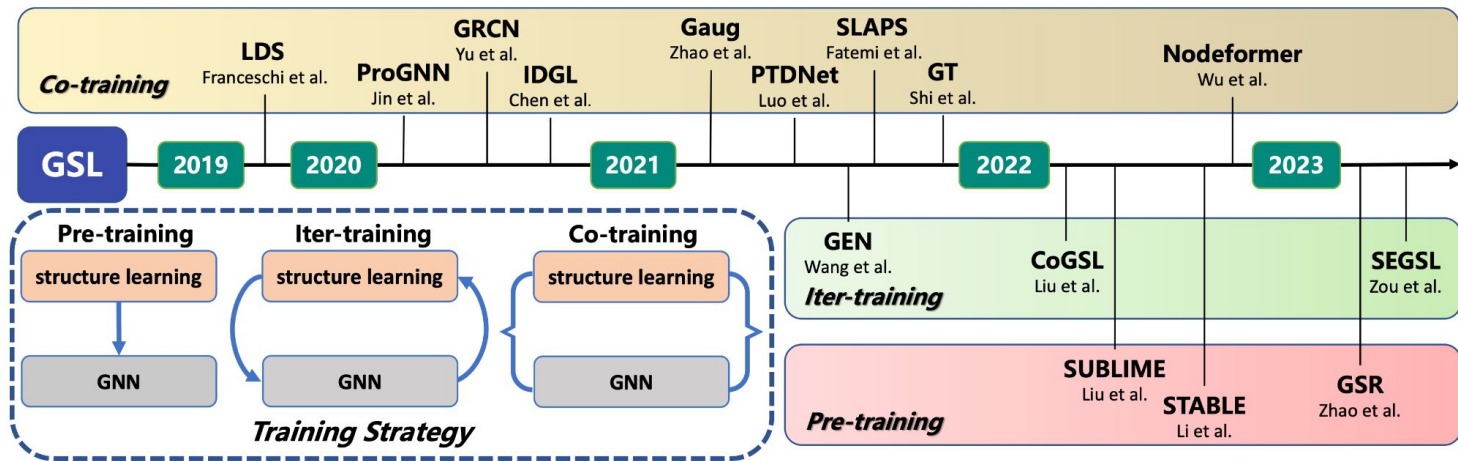 Co-training
LDS
Franceschi et al.
ProGNN
Jin et al.
GRCN
Yu et al.
IDGL
Chen et al.
Gaug
Zhao et al.
PTDNet
Luo et al.
SLAPS
Fatemi et al.
GT
Shi et al.
Nodeformer
Wu et al.
GSL
2019
2020
2021
2022
2023
Pre-training
structure learning
GNN
Iter-training
structure learning
GNN
Co-training
structure learning
GNN
Training Strategy
GEN
Wang et al.
Iter-training
CoGSL
Liu et al.
SEGSL
Zou et al.
Pre-training
SUBLIME
Liu et al.
STABLE
Li et al.
GSR
Zhao et al.